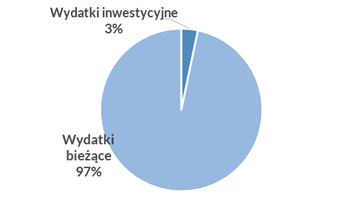 Wydatki inwestycyjne
3%
Wydatki
bieżące
97%